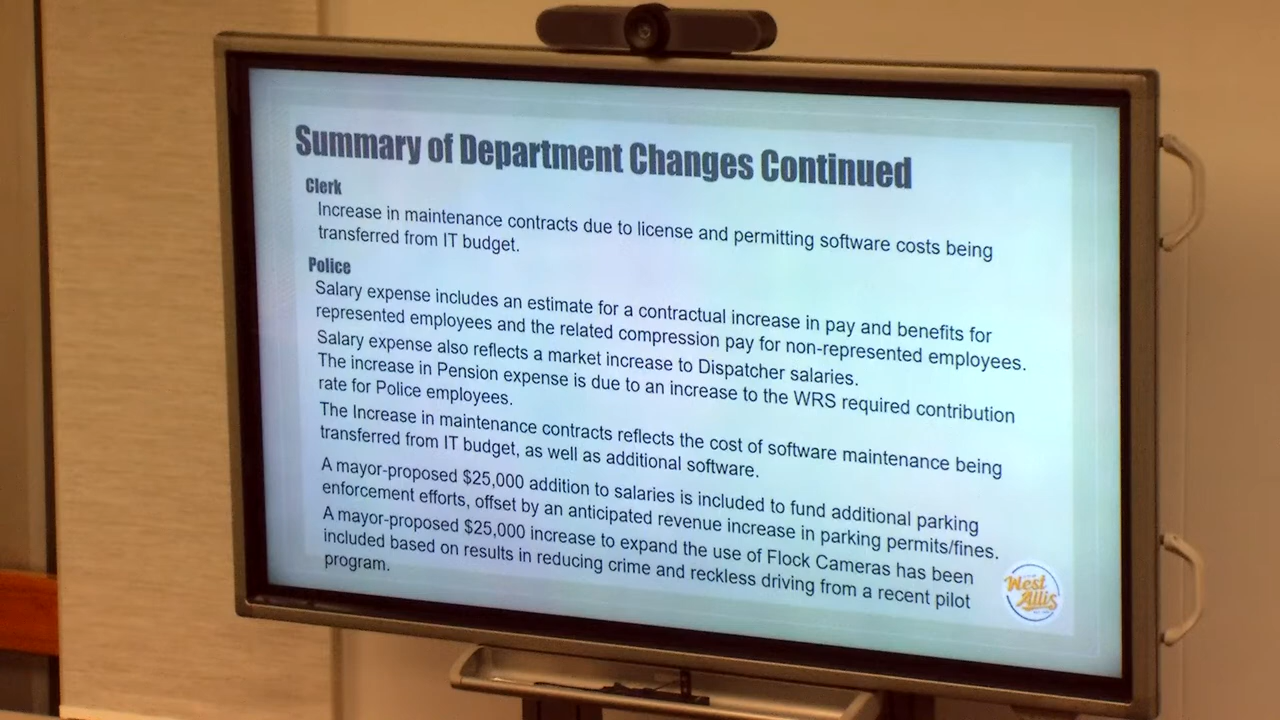 Summary of Department Changes Continued
Clerk
Increase in maintenance contracts due to license and permitting software costs being
transferred from IT budget.
Police
Salary expense includes an estimate for a contractual increase in pay and benefits for
represented employees and the related compression pay for non-represented employees.
Salary expense also reflects a market increase to Dispatcher salaries.
The increase in Pension expense is due to an increase to the WRS required contribution
rate for Police employees.
The Increase in maintenance contracts reflects the cost of software maintenance being
transferred from IT budget, as well as additional software.
A mayor-proposed $25,000 addition to salaries is included to fund additional parking
enforcement efforts, offset by an anticipated revenue increase in parking permits/fines.
A mayor-proposed $25,000 increase to expand the use of Flock Cameras has been
included based on results in reducing crime and reckless driving from a recent pilot
program.
West
Allis